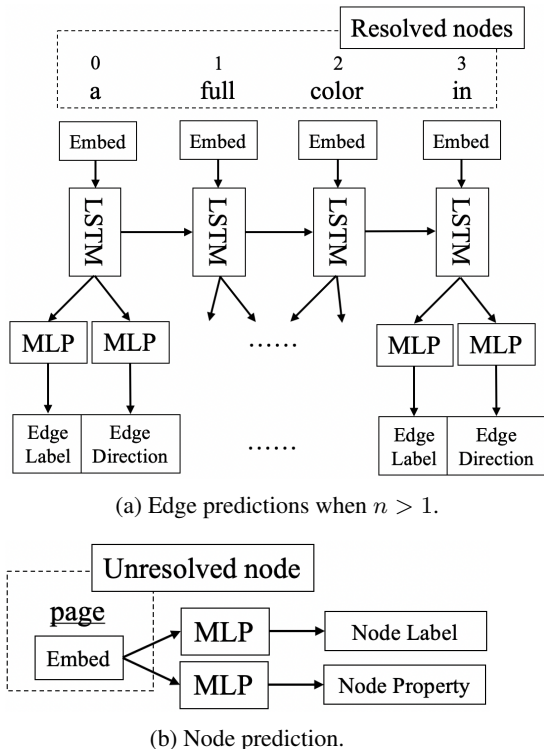 Resolved nodes
0 1 2 3
a full color in
Embed Embed Embed Embed
LSTM LSTM LSTM LSTM
MLP MLP ...... MLP MLP
Edge Label Edge Direction ...... Edge Label Edge Direction
(a) Edge predictions when n > 1.
Unresolved node
page
Embed
MLP Node Label
MLP Node Property
(b) Node prediction.